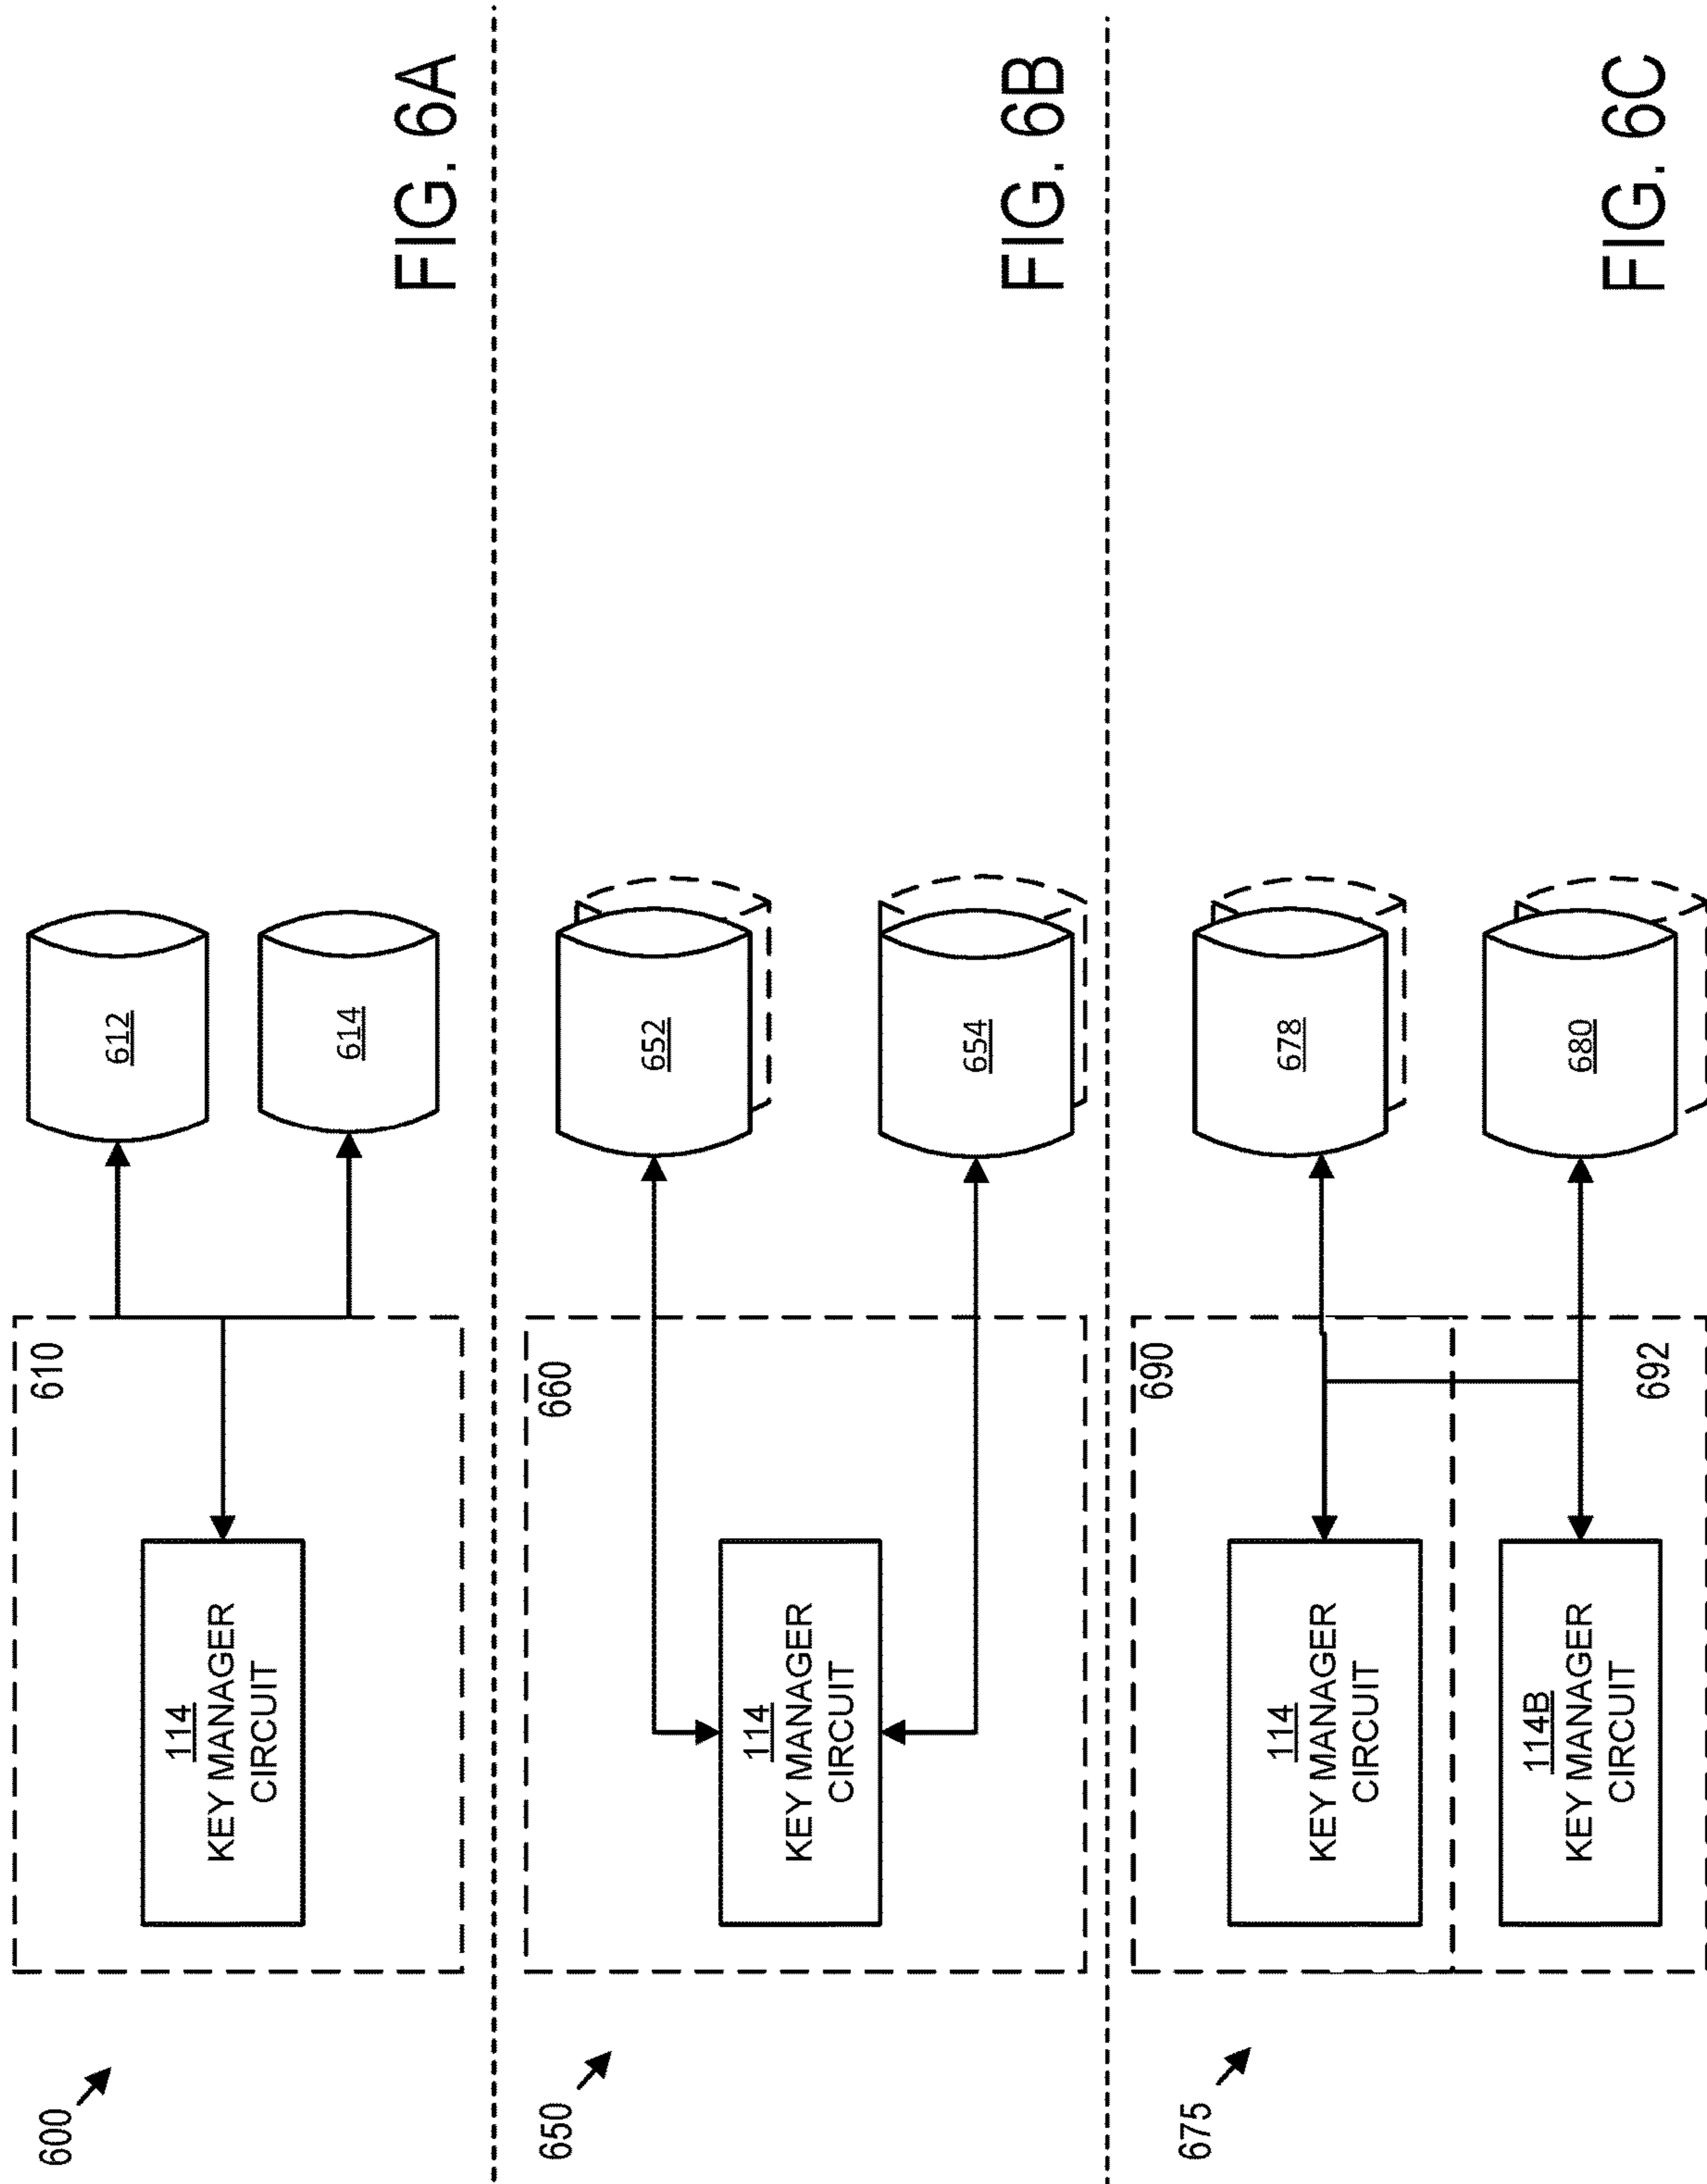 600
610
114
KEY MANAGER
CIRCUIT
612
614
FIG. 6A
650
660
114
KEY MANAGER
CIRCUIT
652
654
FIG. 6B
675
690
114
KEY MANAGER
CIRCUIT
678
692
114B
KEY MANAGER
CIRCUIT
680
FIG. 6C